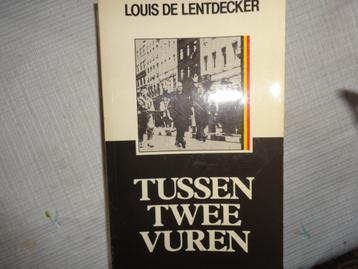 LOUIS DE LENTDECKER
TUSSEN
TWEE
VUREN